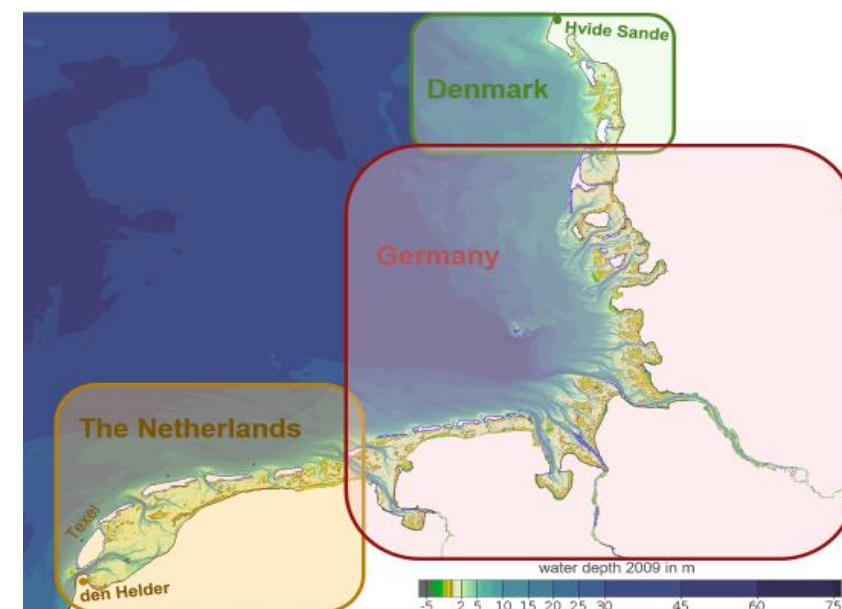 Hvide Sande
Denmark
Germany
The Netherlands
Texel
den Helder
water depth 2009 in m
-5 2 5 10 15 20 25 30 45 60 75